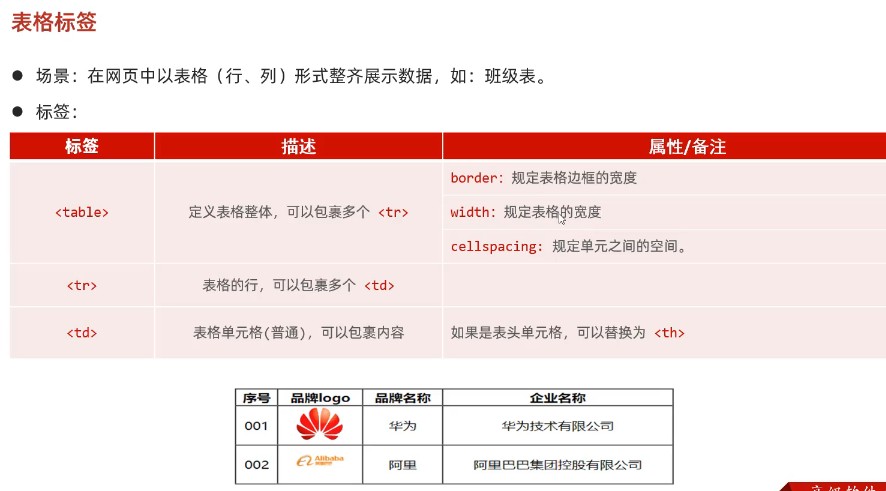 表格标签
● 场景：在网页中以表格（行、列）形式整齐展示数据，如：班级表。
● 标签：
标签 描述 属性/备注
<table> 定义表格整体，可以包裹多个 <tr> border：规定表格边框的宽度
width：规定表格的宽度
cellspacing: 规定单元之间的空间。
<tr> 表格的行，可以包裹多个 <td>
<td> 表格单元格(普通)，可以包裹内容 如果是表头单元格，可以替换为 <th>
序号 品牌logo 品牌名称 企业名称
001 华为 华为技术有限公司
002 Alibaba 阿里 阿里巴巴集团控股有限公司